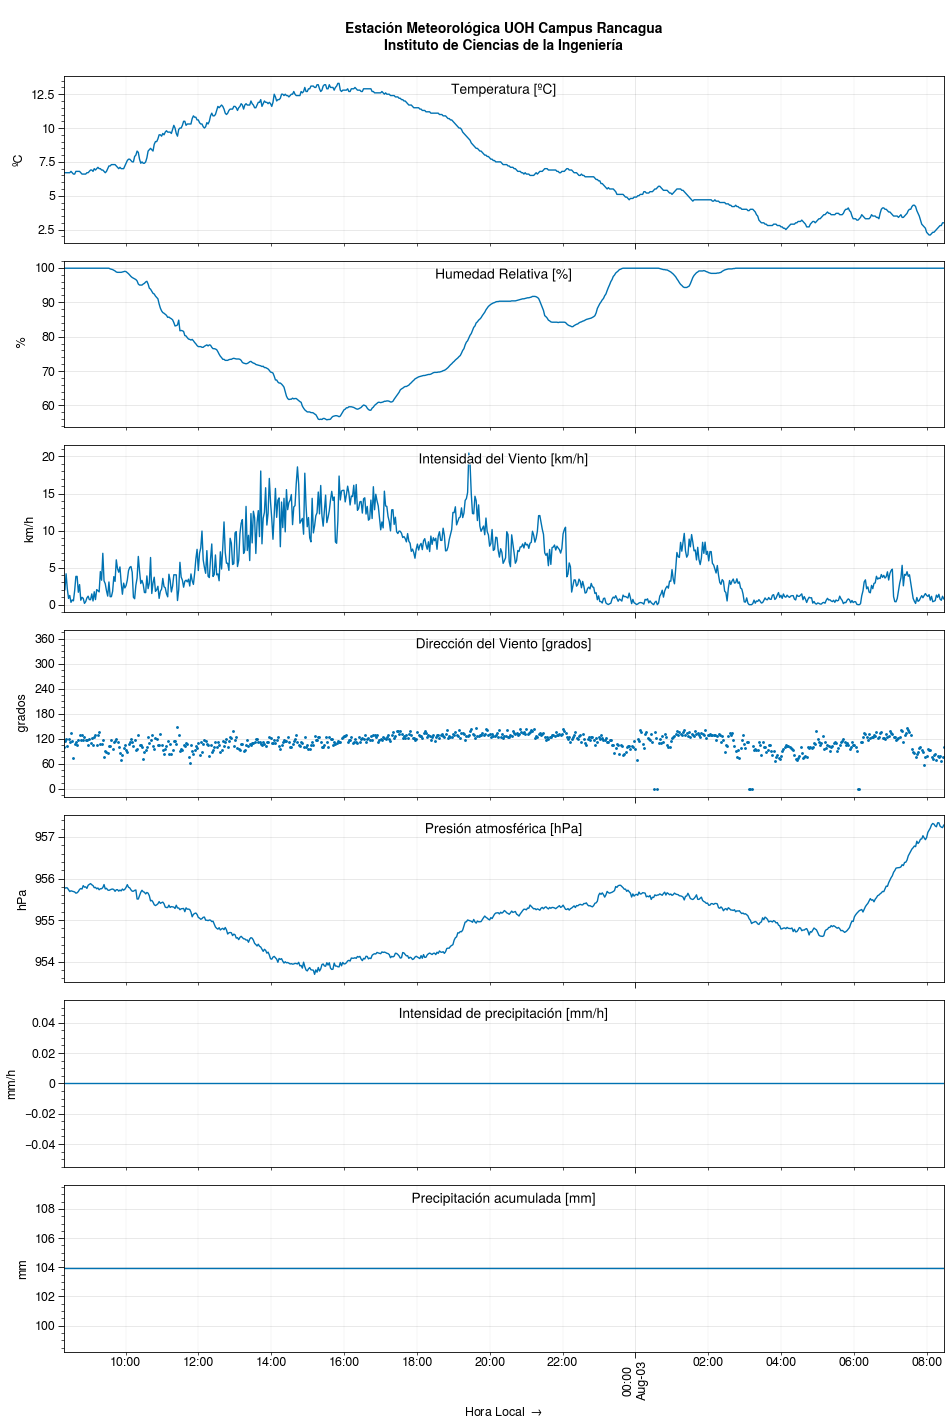 Estación Meteorológica UOH Campus Rancagua
Instituto de Ciencias de la Ingeniería
Temperatura [ºC]
12.5
10
7.5
5
2.5
ºC
Humedad Relativa [%]
100
90
80
70
60
%
Intensidad del Viento [km/h]
20
15
10
5
0
km/h
Dirección del Viento [grados]
360
300
240
180
120
60
0
grados
Presión atmosférica [hPa]
957
956
955
954
hPa
Intensidad de precipitación [mm/h]
0.04
0.02
0
−0.02
−0.04
mm/h
Precipitación acumulada [mm]
108
106
104
102
100
mm
10:00 12:00 14:00 16:00 18:00 20:00 22:00 00:00 02:00 04:00 06:00 08:00
Aug-03
Hora Local →